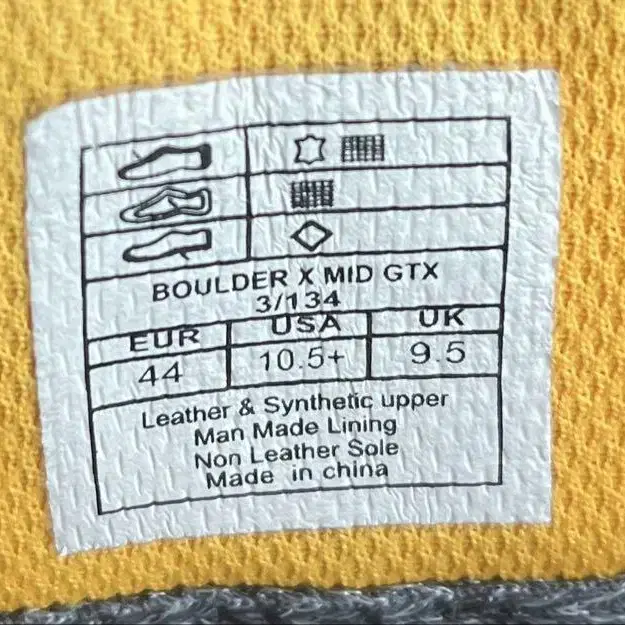 BOULDER X MID GTX
3/134
EUR USA UK
44 10.5+ 9.5
Leather & Synthetic upper
Man Made Lining
Non Leather Sole
Made in china